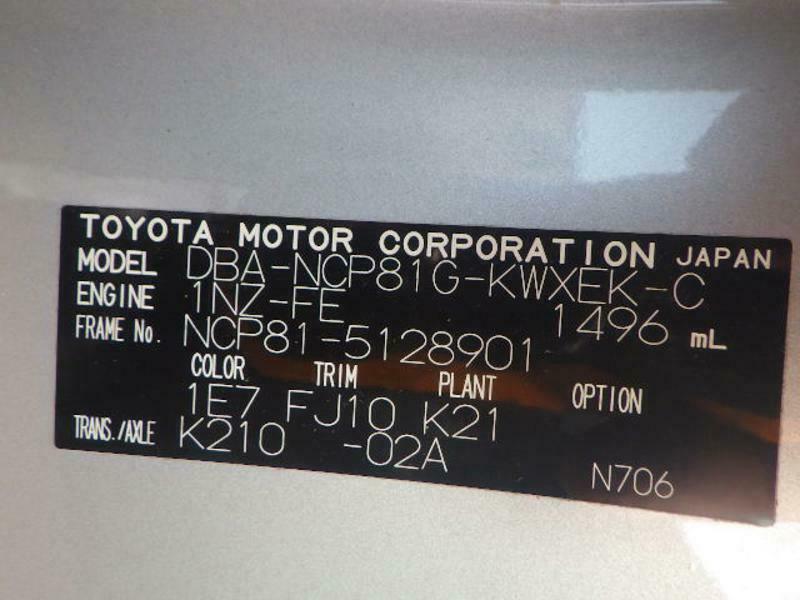 TOYOTA MOTOR CORPORATION JAPAN
MODEL DBA-NCP81G-KWXEK-C
ENGINE 1NZ-FE 1496 mL
FRAME No. NCP81-5128901
COLOR TRIM PLANT OPTION
1E7 FJ10 K21
TRANS./AXLE K210 -02A
N706